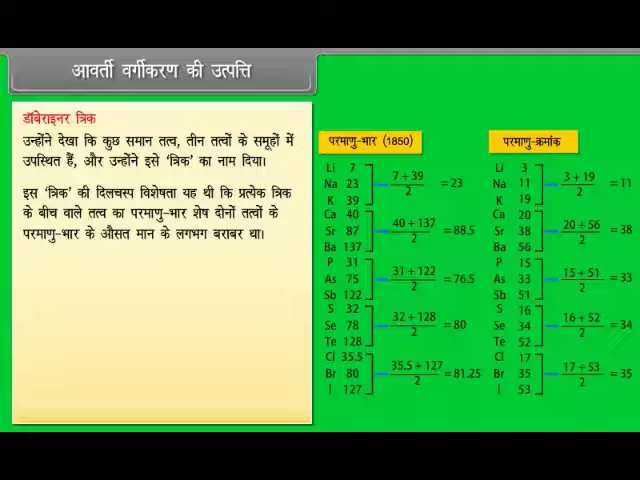 आवर्ती वर्गीकरण की उत्पत्ति
डॉबेराइनर त्रिक
उन्होंने देखा कि कुछ समान तत्व, तीन तत्वों के समूहों में
उपस्थित हैं, और उन्होंने इसे ‘त्रिक’ का नाम दिया।
इस ‘त्रिक’ की दिलचस्प विशेषता यह थी कि प्रत्येक त्रिक
के बीच वाले तत्व का परमाणु-भार शेष दोनों तत्वों के
परमाणु-भार के औसत मान के लगभग बराबर था।
परमाणु-भार (1850)
Li 7
Na 23
K 39
7 + 39
2
= 23
Ca 40
Sr 87
Ba 137
40 + 137
2
= 88.5
P 31
As 75
Sb 122
31 + 122
2
= 76.5
S 32
Se 78
Te 128
32 + 128
2
= 80
Cl 35.5
Br 80
I 127
35.5 + 127
2
= 81.25
परमाणु-क्रमांक
Li 3
Na 11
K 19
3 + 19
2
= 11
Ca 20
Sr 38
Ba 56
20 + 56
2
= 38
P 15
As 33
Sb 51
15 + 51
2
= 33
S 16
Se 34
Te 52
16 + 52
2
= 34
Cl 17
Br 35
I 53
17 + 53
2
= 35